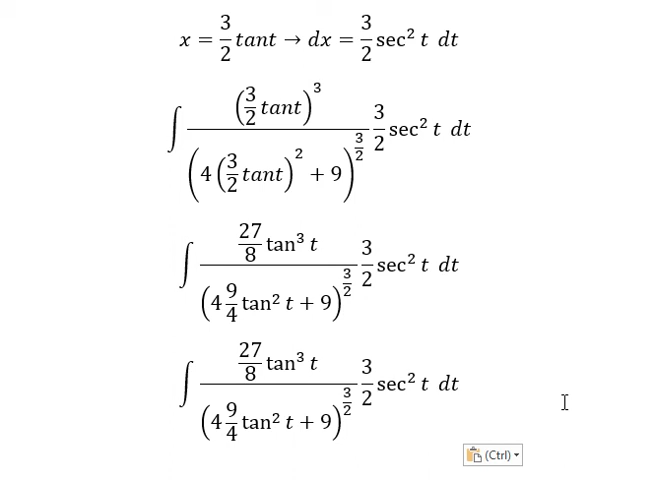 x = 3/2 tant → dx = 3/2 sec² t dt
∫ (3/2 tant)³ / (4(3/2 tant)² + 9)^(3/2) 3/2 sec² t dt
∫ 27/8 tan³ t / (4 9/4 tan² t + 9)^(3/2) 3/2 sec² t dt
∫ 27/8 tan³ t / (4 9/4 tan² t + 9)^(3/2) 3/2 sec² t dt
(Ctrl)